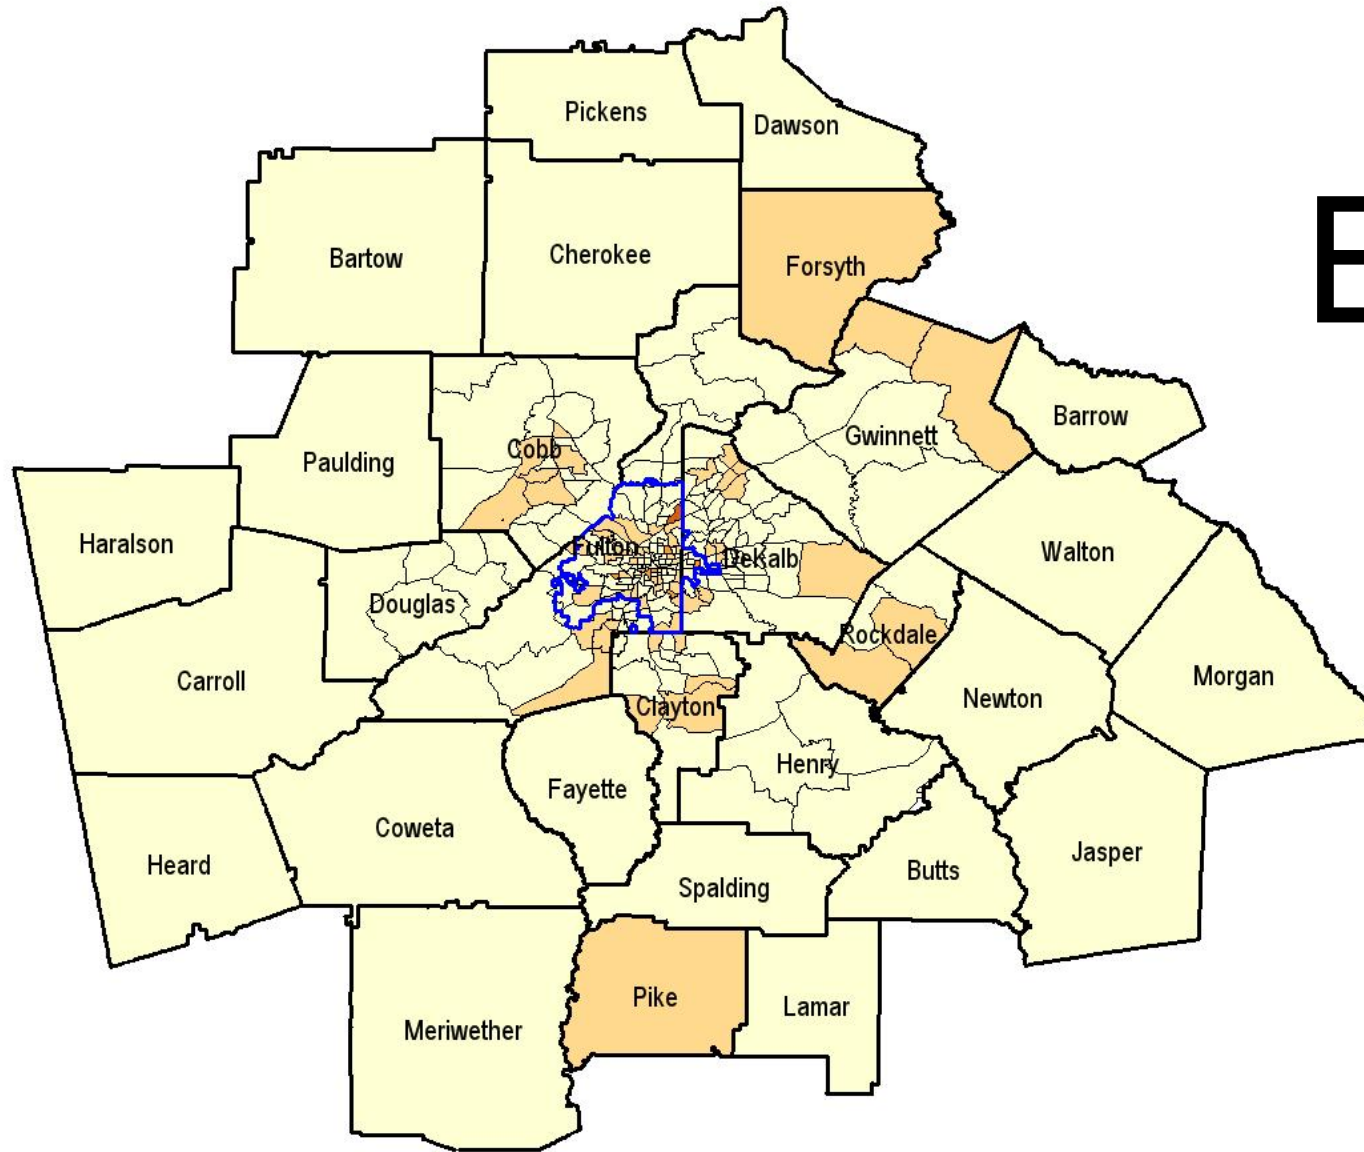 Pickens
Dawson
Bartow
Cherokee
Forsyth
E
Barrow
Gwinnett
Cobb
Paulding
Haralson
Fulton
DeKalb
Walton
Douglas
Rockdale
Carroll
Morgan
Newton
Clayton
Henry
Fayette
Coweta
Heard
Jasper
Butts
Spalding
Pike
Lamar
Meriwether